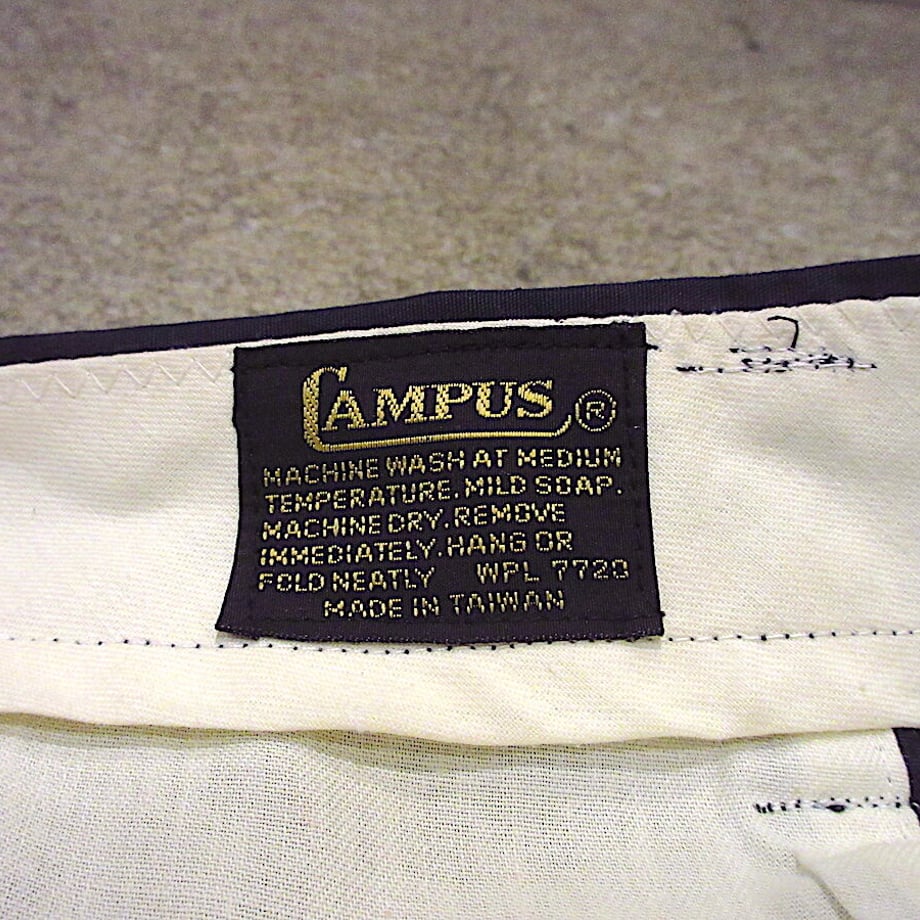 CAMPUS ®
MACHINE WASH AT MEDIUM
TEMPERATURE. MILD SOAP.
MACHINE DRY. REMOVE
IMMEDIATELY. HANG OR
FOLD NEATLY WPL 7720
MADE IN TAIWAN